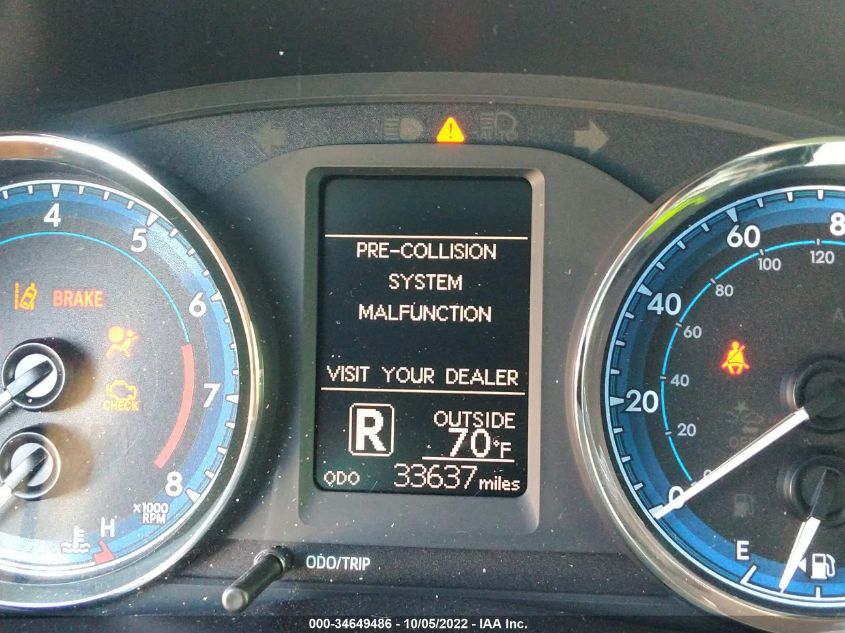 4
5
6
7
8
BRAKE
CHECK
x1000
RPM
H
PRE-COLLISION
SYSTEM
MALFUNCTION
VISIT YOUR DEALER
R
OUTSIDE
70°F
ODO 33637 miles
ODO/TRIP
60
40
20
0
100
120
80
60
40
20
OFF
E
000-34649486 - 10/05/2022 - IAA Inc.